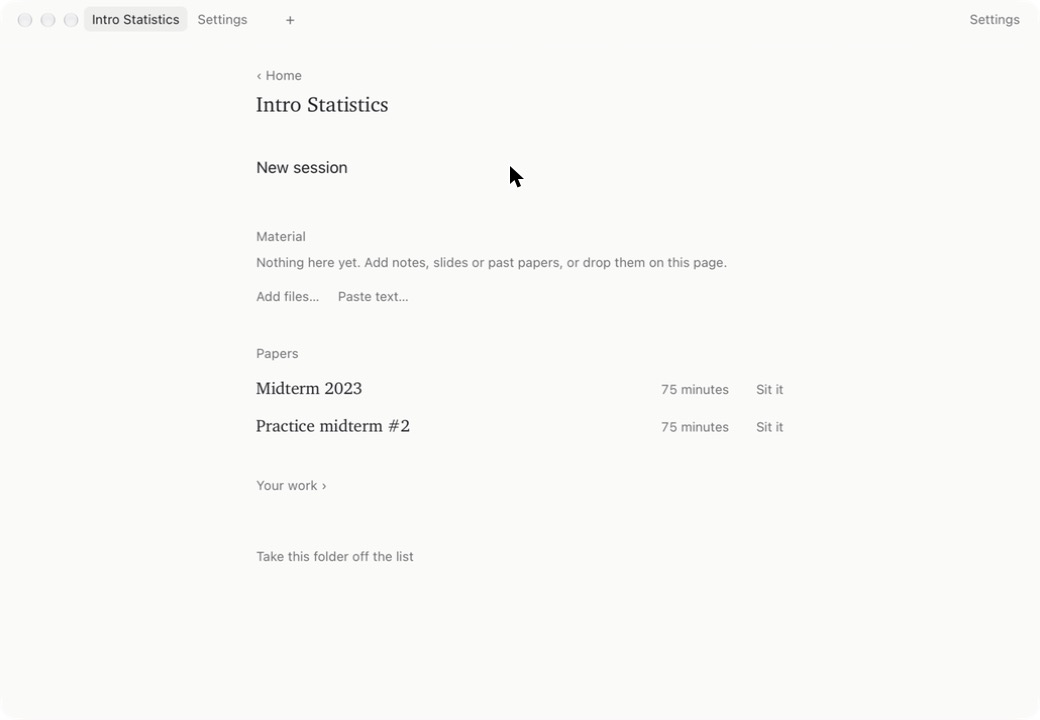 Intro Statistics Settings + Settings
‹ Home
Intro Statistics
New session
Material
Nothing here yet. Add notes, slides or past papers, or drop them on this page.
Add files... Paste text...
Papers
Midterm 2023 75 minutes Sit it
Practice midterm #2 75 minutes Sit it
Your work ›
Take this folder off the list